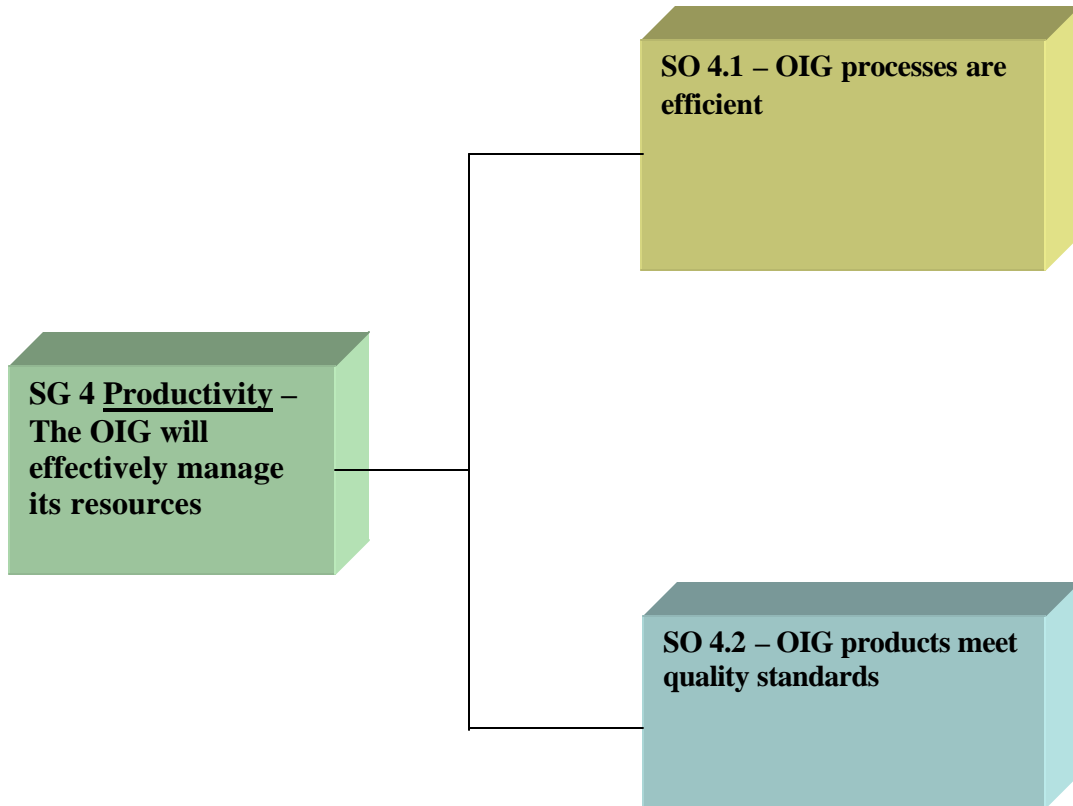 SO 4.1 – OIG processes are
efficient
SG 4 Productivity –
The OIG will
effectively manage
its resources
SO 4.2 – OIG products meet
quality standards